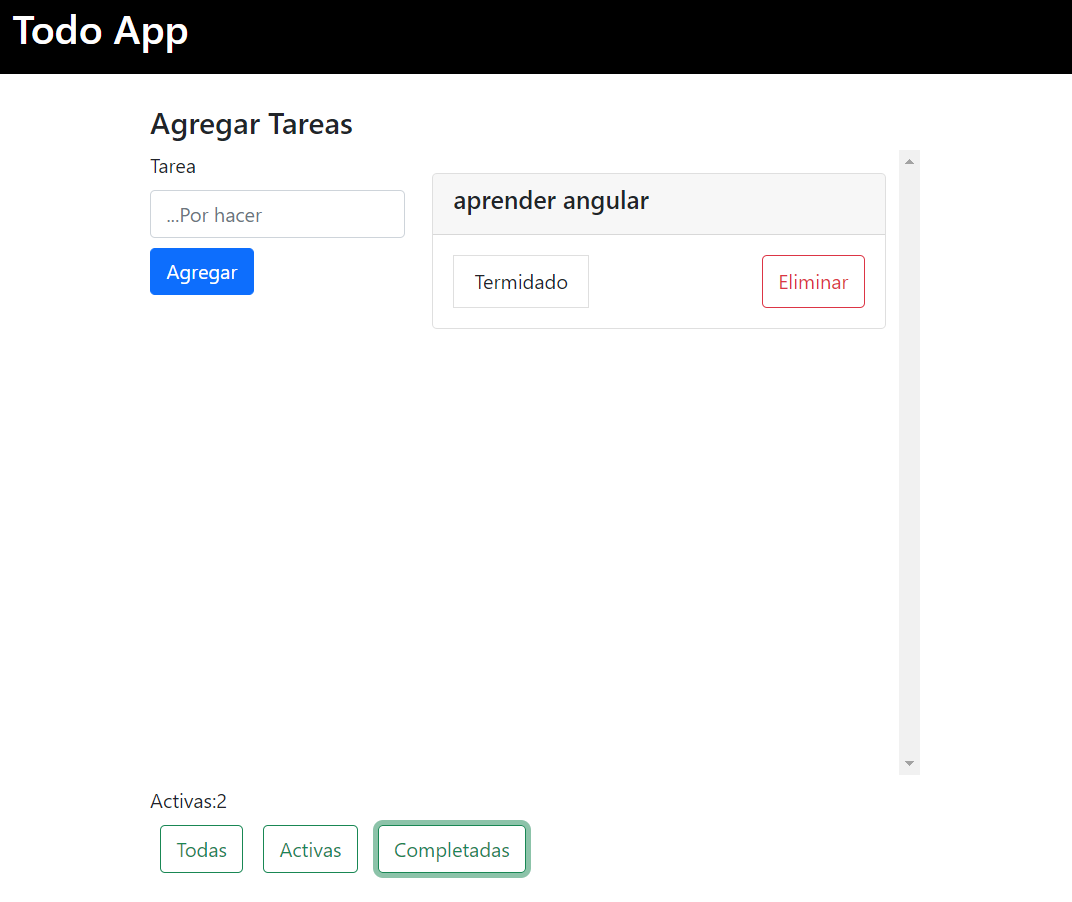 Todo App
Agregar Tareas
Tarea
...Por hacer
Agregar
aprender angular
Termidado
Eliminar
Activas:2
Todas
Activas
Completadas